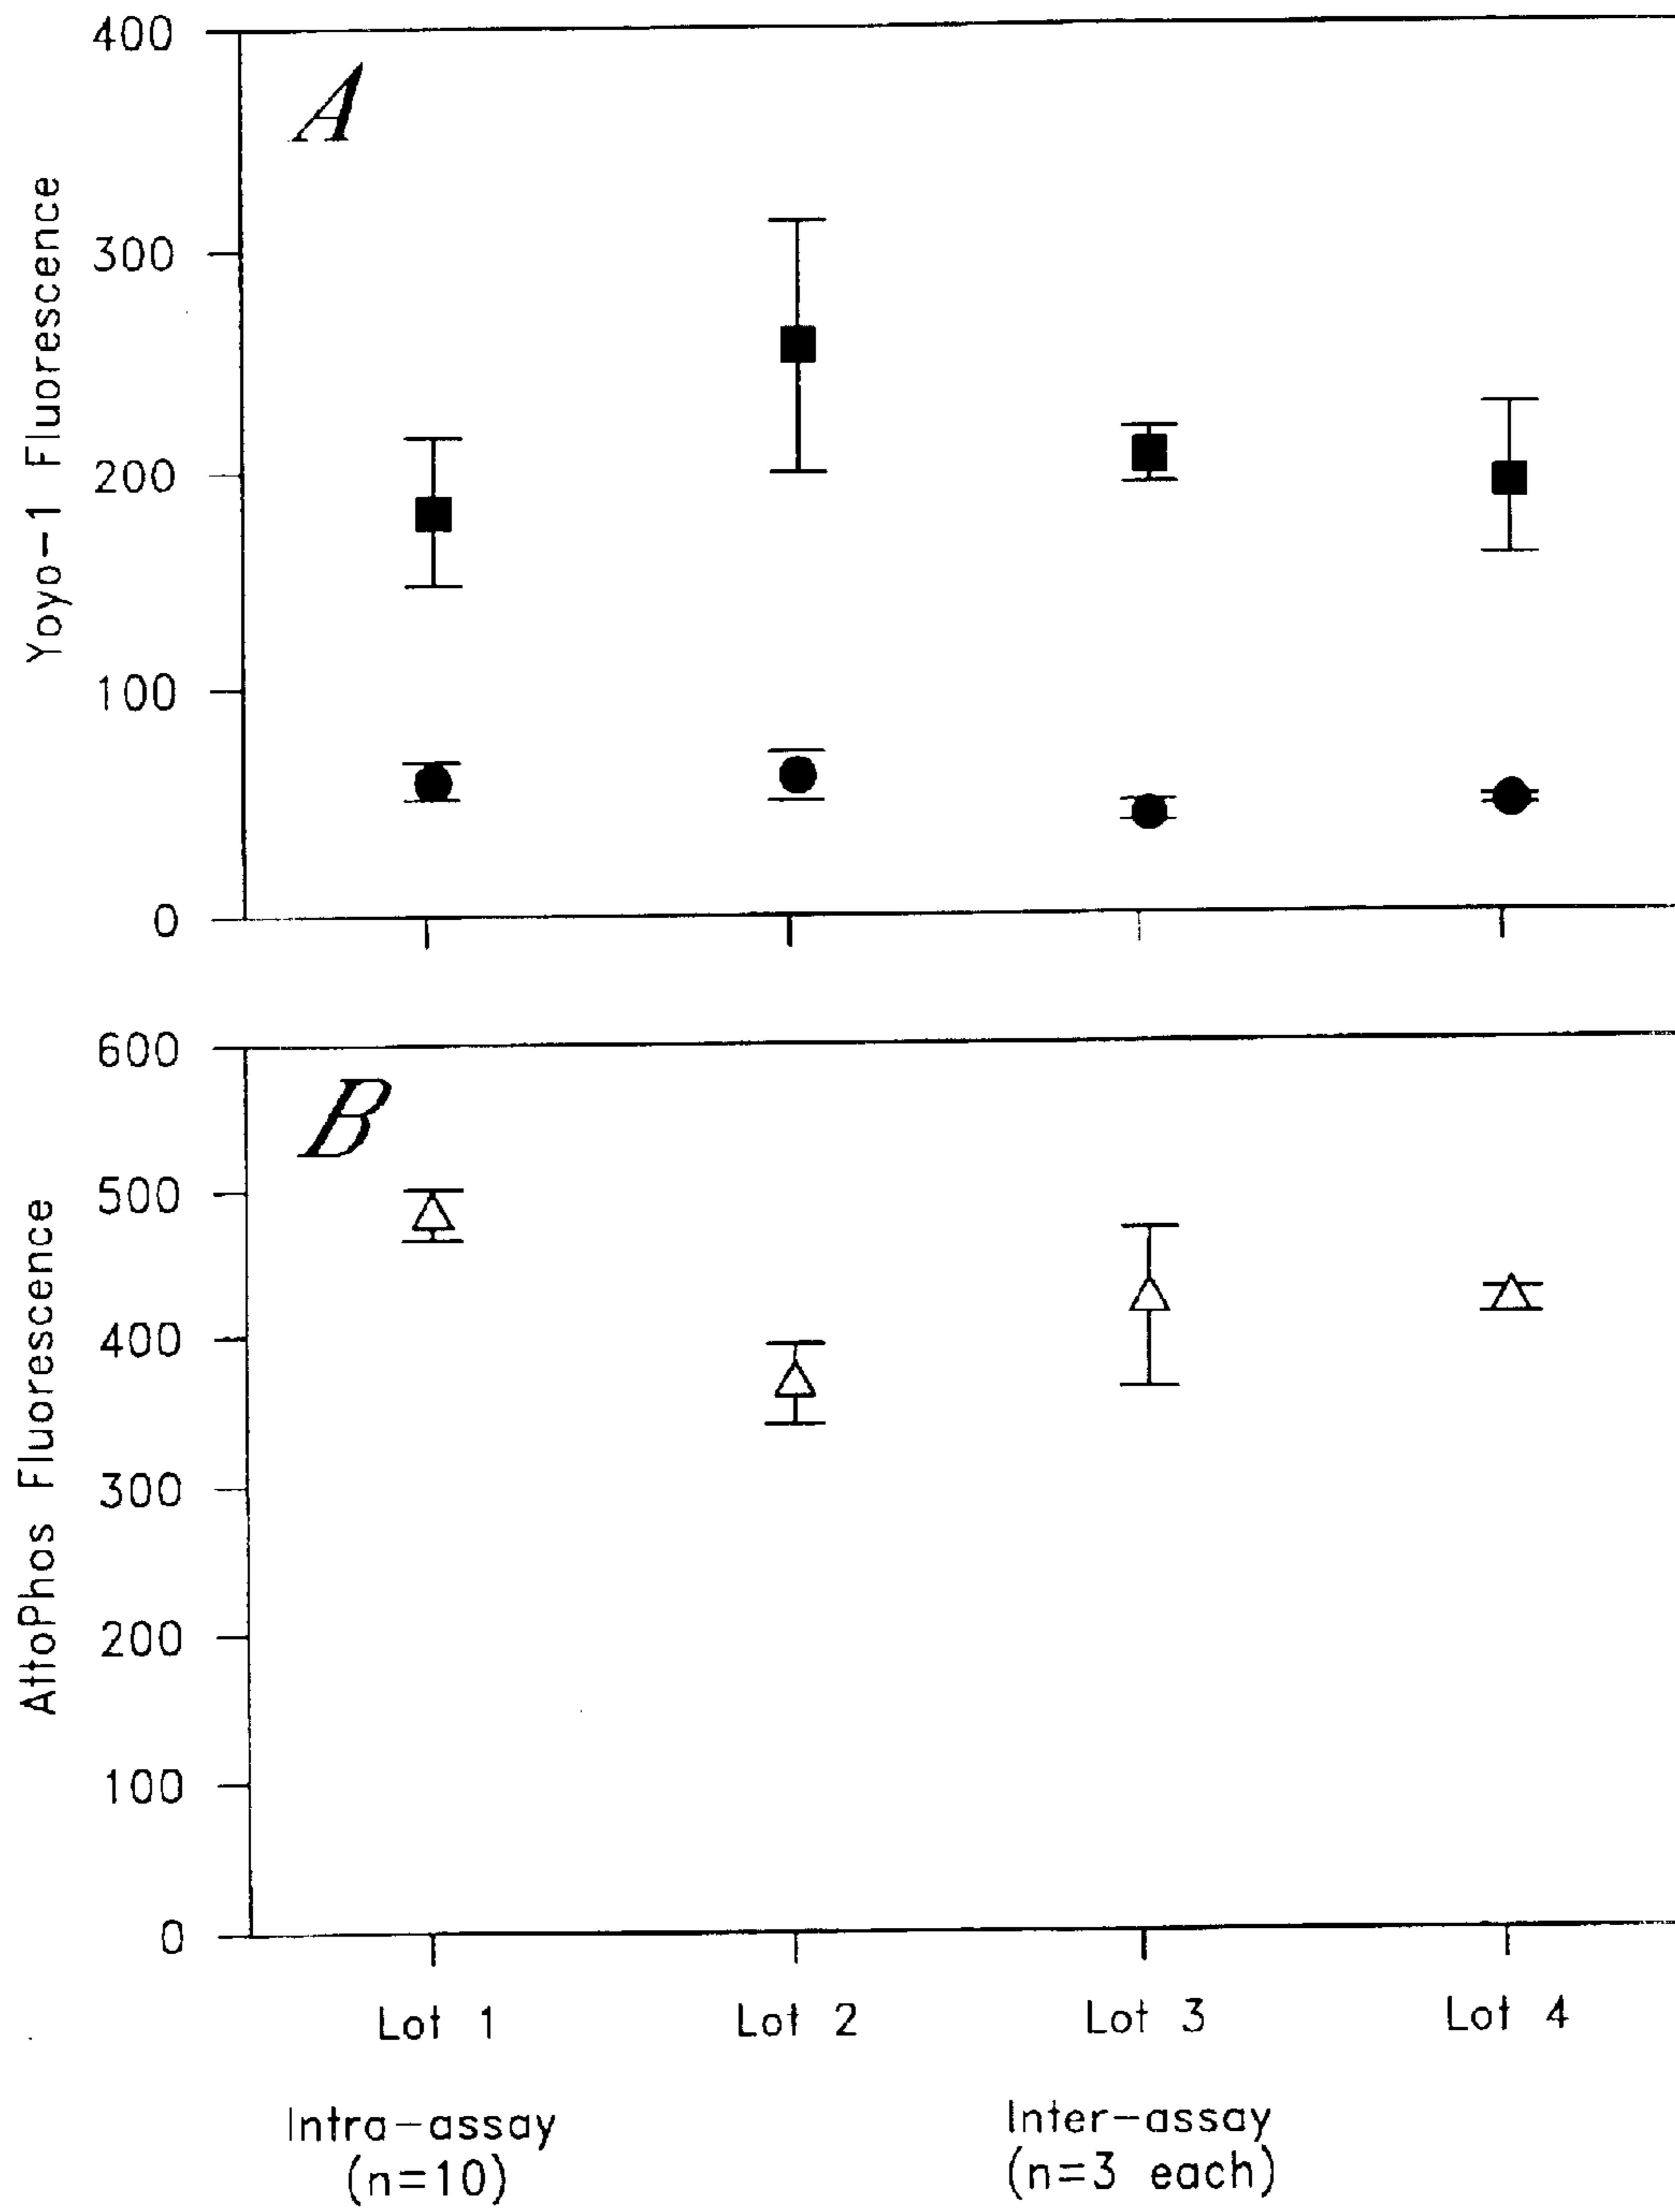 A
Yoyo-1 Fluorescence
400
300
200
100
0
B
AttoPhos Fluorescence
600
500
400
300
200
100
0
Lot 1
Lot 2
Lot 3
Lot 4
Intra-assay
(n=10)
Inter-assay
(n=3 each)